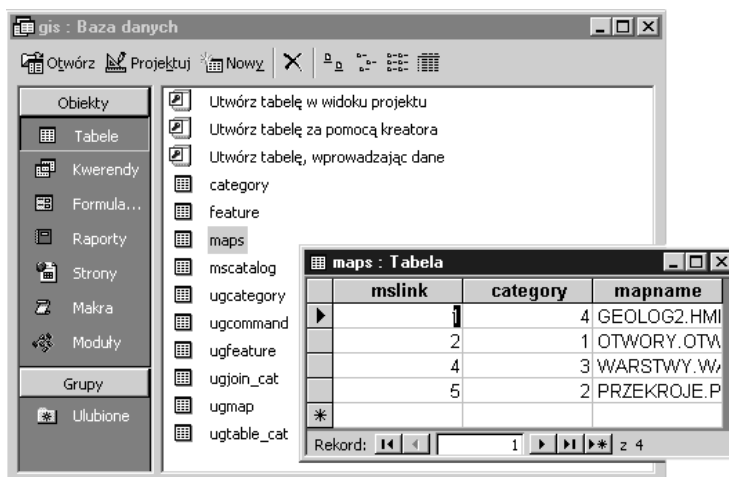 gis : Baza danych
Otwórz Projektuj Nowy
Obiekty
Tabele
Kwerendy
Formula...
Raporty
Strony
Makra
Moduły
Grupy
Ulubione
Utwórz tabelę w widoku projektu
Utwórz tabelę za pomocą kreatora
Utwórz tabelę, wprowadzając dane
category
feature
maps
mscatalog
ugcategory
ugcommand
ugfeature
ugjoin_cat
ugmap
ugtable_cat
maps : Tabela
mslink category mapname
1 4 GEOLOG2.HMI
2 1 OTWORY.OTW
4 3 WARSTWY.WA
5 2 PRZEKROJE.P
Rekord: 1 z 4